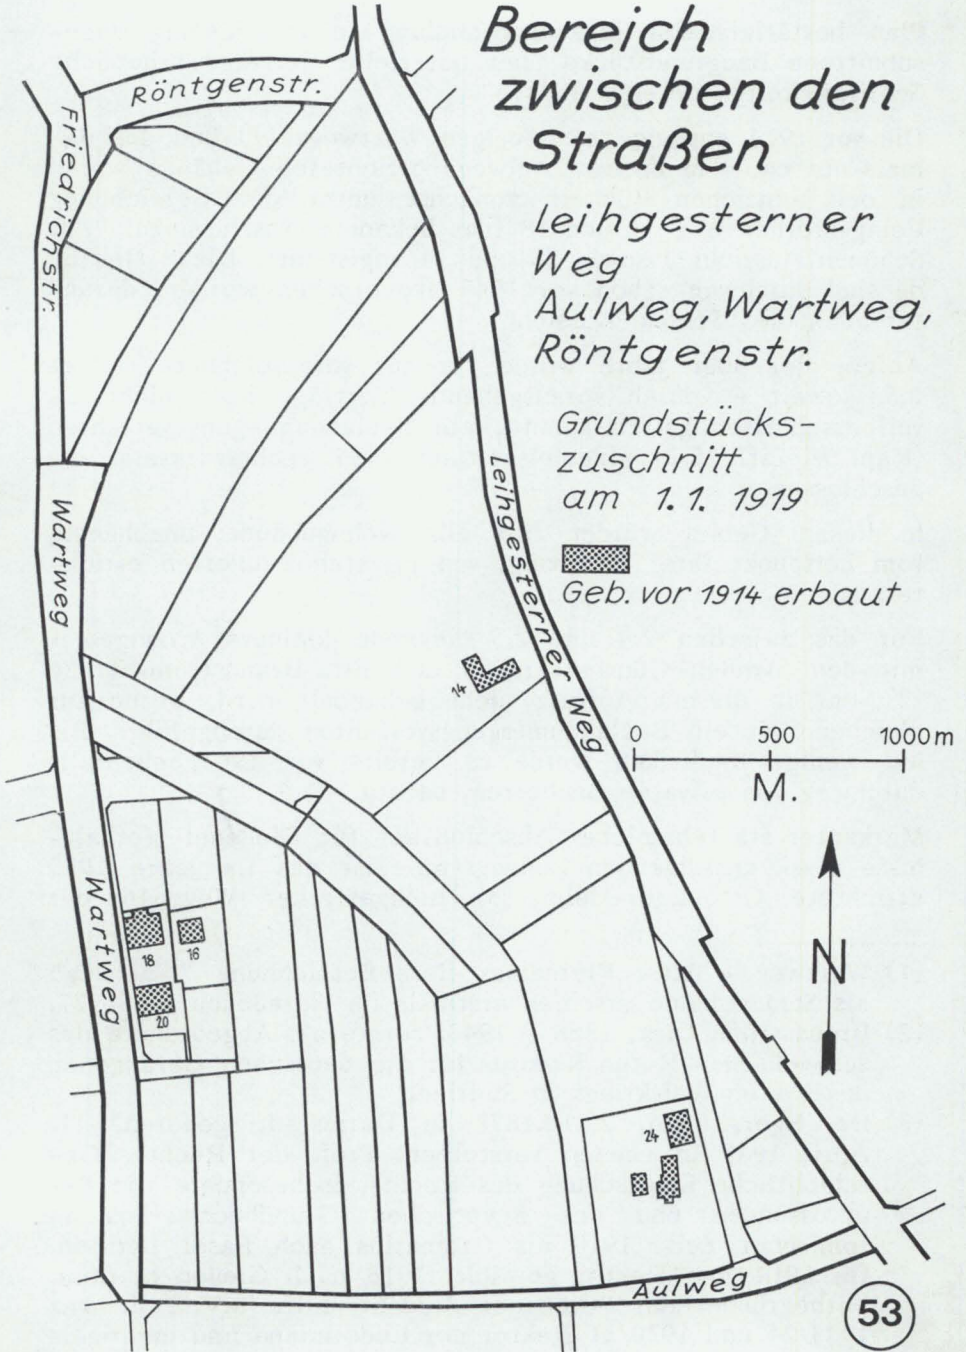 Bereich
zwischen den
Straßen
Leihgesterner
Weg
Aulweg, Wartweg,
Röntgenstr.
Grundstücks-
zuschnitt
am 1.1. 1919
Geb. vor 1914 erbaut
0 500 1000 m
M.
N
Röntgenstr.
Friedrichstr.
Wartweg
Leihgesterner Weg
14
Wartweg
18
16
20
24
Aulweg
53